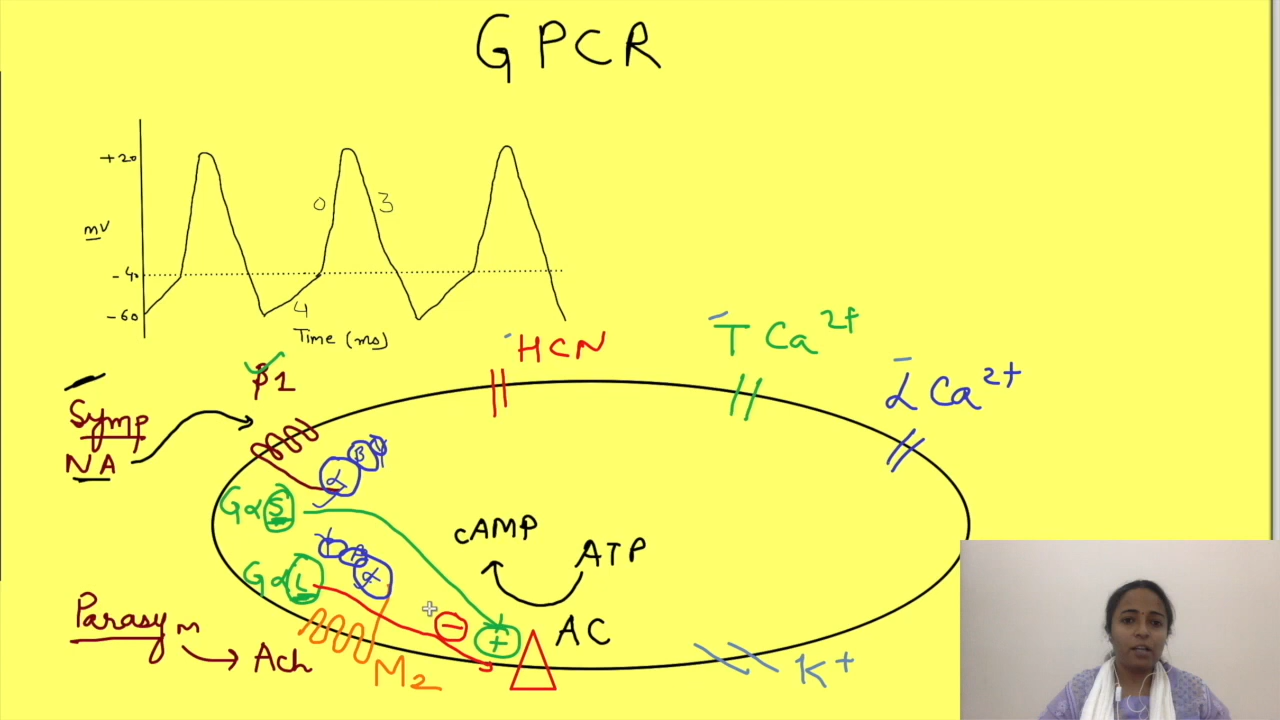 GPCR
+20
0
3
mV
-40
-60
4
Time (ms)
HCN
T Ca2+
L Ca2+
β1
Symp
NA
α β γ
GαS
cAMP
ATP
γ β α
Gαi
−
+
AC
Parasym
Ach
M2
K+